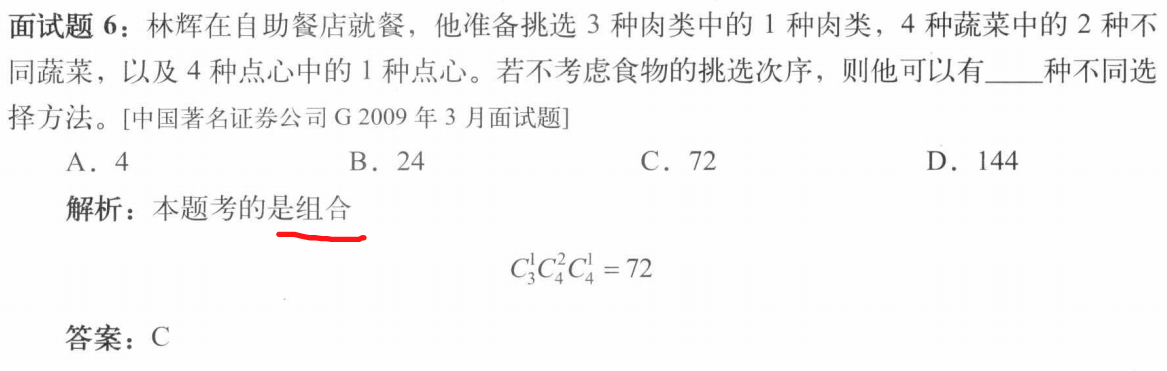 面试题 6：林辉在自助餐店就餐，他准备挑选 3 种肉类中的 1 种肉类，4 种蔬菜中的 2 种不
同蔬菜，以及 4 种点心中的 1 种点心。若不考虑食物的挑选次序，则他可以有____种不同选
择方法。[中国著名证券公司 G 2009 年 3 月面试题]
A．4 B．24 C．72 D．144
解析：本题考的是组合
$C_3^1 C_4^2 C_4^1 = 72$
答案：C